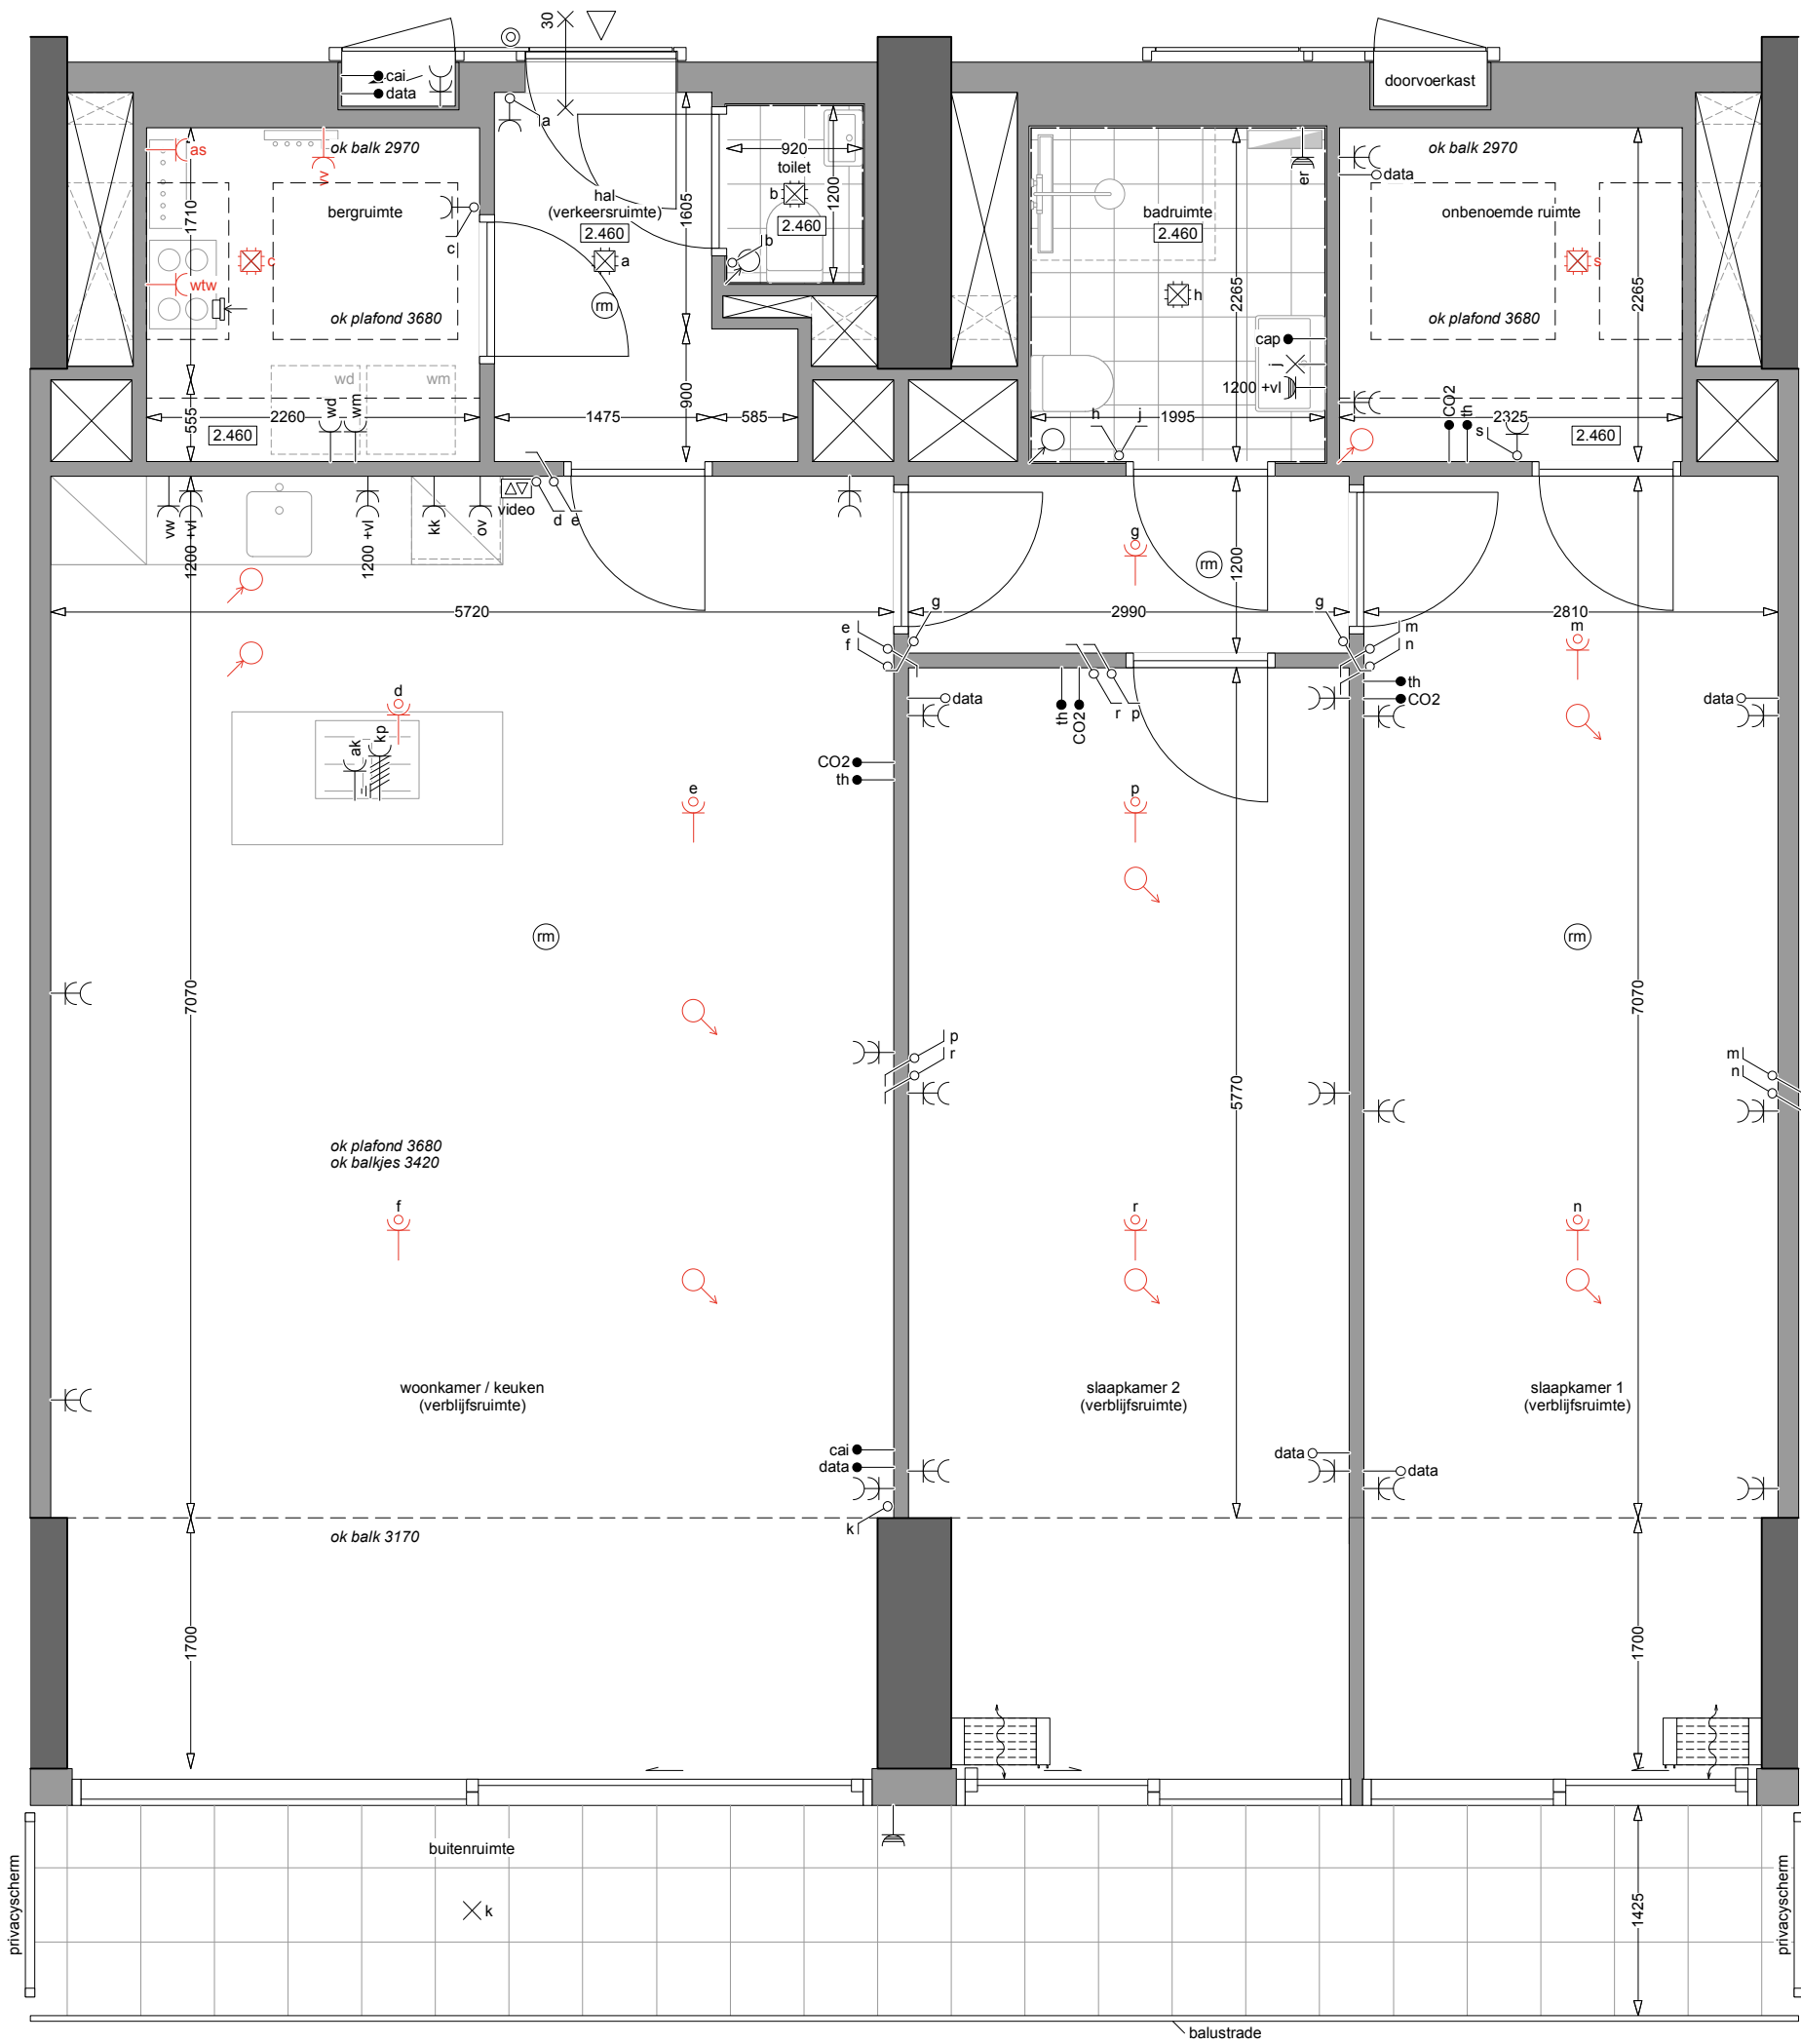 30
cai
data
doorvoerkast
a
as
vv
ok balk 2970
920
toilet
b
1200
2.460
b
hal
(verkeersruimte)
2.460
a
rm
1605
bergruimte
1710
c
c
wtw
ok plafond 3680
wd
wm
wd
wm
555
2260
2.460
1475
900
585
badruimte
2.460
h
2265
er
cap
j
1200 +vl
h
j
1995
ok balk 2970
data
onbenoemde ruimte
s
ok plafond 3680
2265
CO2
th
s
2325
2.460
vw
1200 +vl
1200 +vl
kk
ov
video
d
e
g
rm
1200
5720
g
2990
g
2810
e
f
m
n
m
th
CO2
data
data
th
CO2
r
p
d
ak
kp
CO2
th
e
p
rm
rm
7070
7070
p
r
m
n
5770
ok plafond 3680
ok balkjes 3420
f
r
n
woonkamer / keuken
(verblijfsruimte)
slaapkamer 2
(verblijfsruimte)
slaapkamer 1
(verblijfsruimte)
cai
data
data
data
k
ok balk 3170
1700
1700
buitenruimte
k
privacyscherm
privacyscherm
1425
balustrade